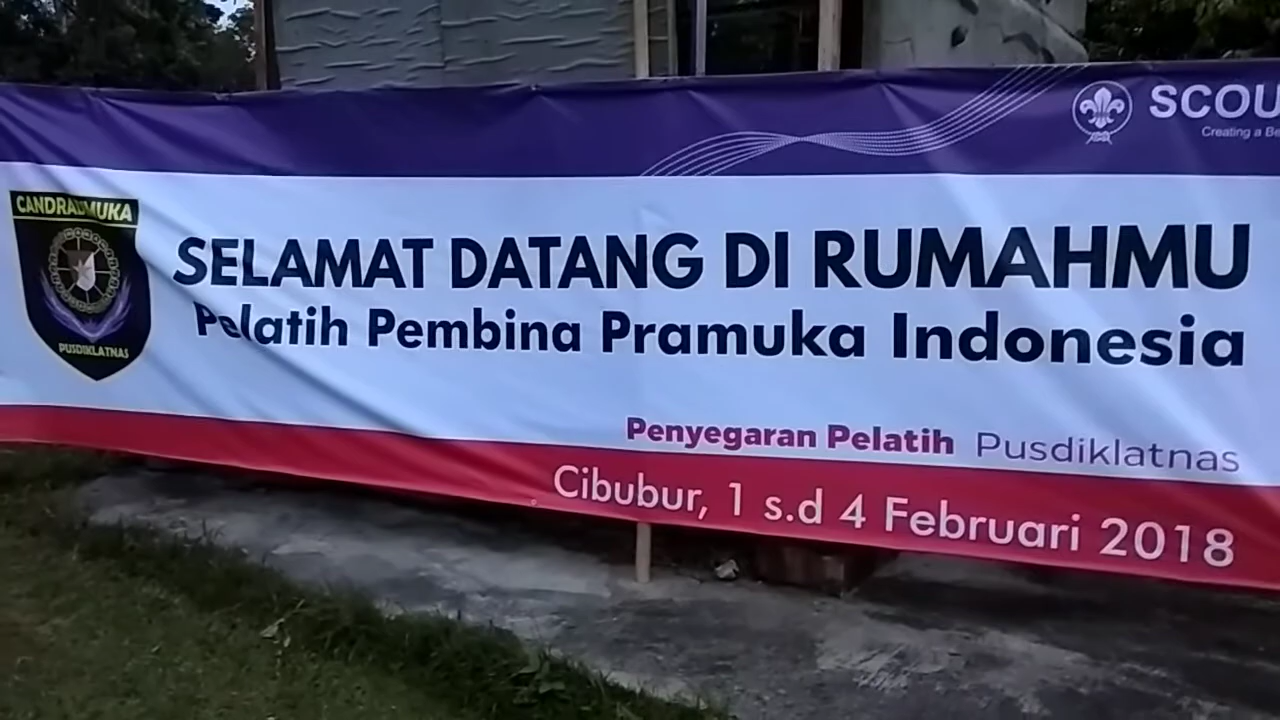 SCOU
Creating a Be
CANDRADIMUKA
PUSDIKLATNAS
SELAMAT DATANG DI RUMAHMU
Pelatih Pembina Pramuka Indonesia
Penyegaran Pelatih Pusdiklatnas
Cibubur, 1 s.d 4 Februari 2018